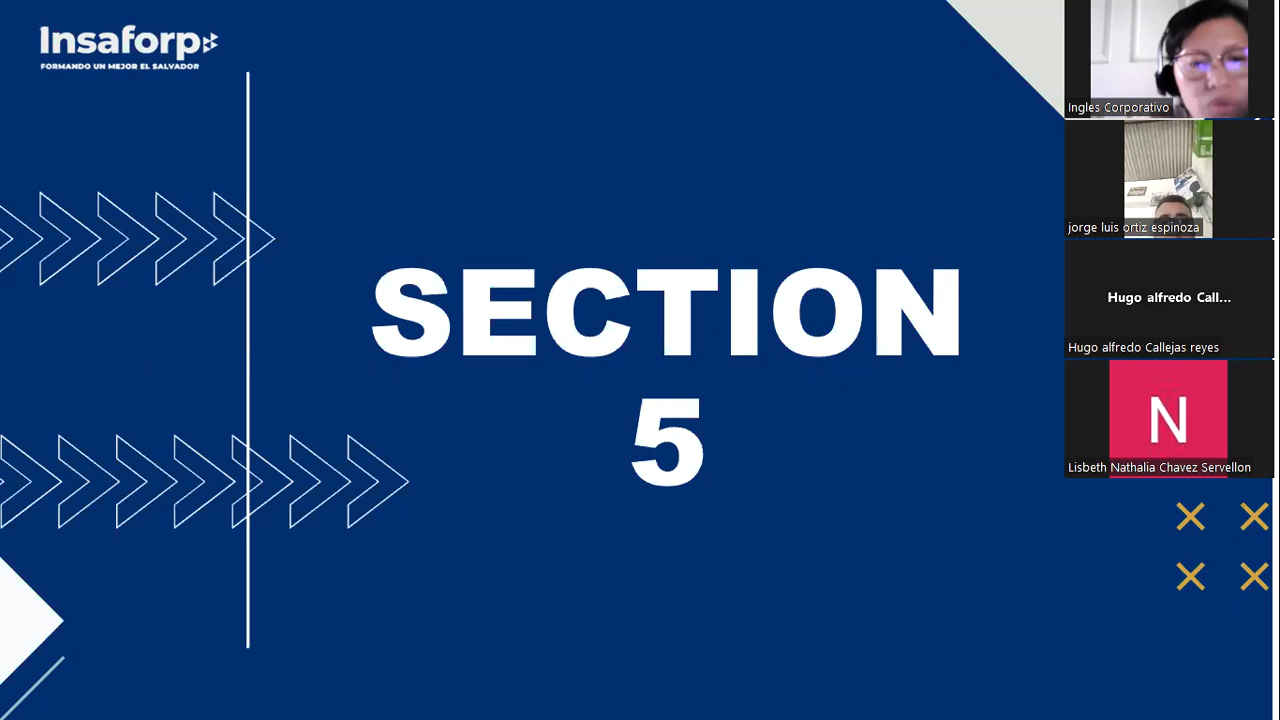 Insaforp
FORMANDO UN MEJOR EL SALVADOR
SECTION
5
Ingles Corporativo
jorge luis ortiz espinoza
Hugo alfredo Call...
Hugo alfredo Callejas reyes
N
Lisbeth Nathalia Chavez Servellon